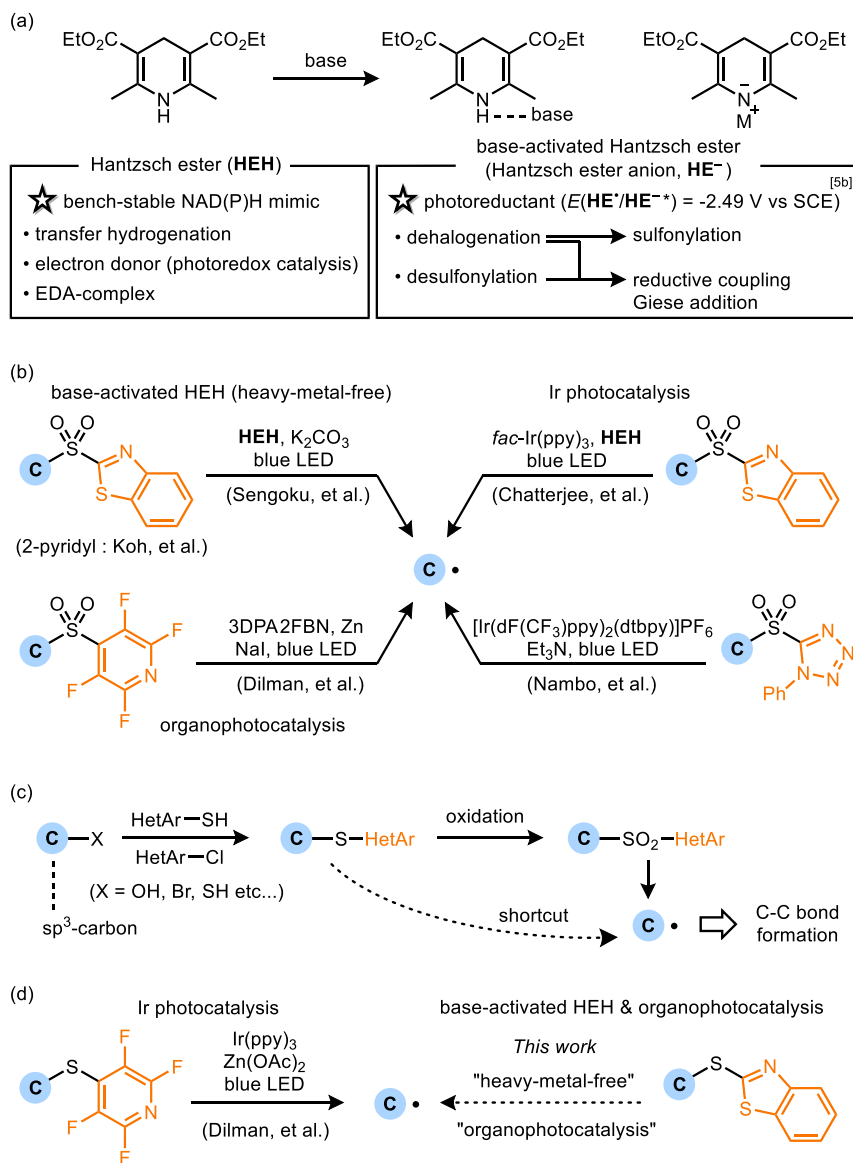 (a)
EtO2C
CO2Et
N
H
base
EtO2C
CO2Et
N
H
base
EtO2C
CO2Et
N
−
M
+
base-activated Hantzsch ester
(Hantzsch ester anion, HE⁻)
Hantzsch ester (HEH)
☆ bench-stable NAD(P)H mimic
• transfer hydrogenation
• electron donor (photoredox catalysis)
• EDA-complex
☆ photoreductant (E(HE•/HE⁻*) = -2.49 V vs SCE)[5b]
• dehalogenation
sulfonylation
• desulfonylation
reductive coupling
Giese addition
(b)
base-activated HEH (heavy-metal-free)
Ir photocatalysis
O O
S
C
N
S
HEH, K2CO3
blue LED
(Sengoku, et al.)
fac-Ir(ppy)3, HEH
blue LED
(Chatterjee, et al.)
O O
S
C
N
S
(2-pyridyl : Koh, et al.)
C •
O O
S
C
F
F
N
F
F
3DPA2FBN, Zn
NaI, blue LED
(Dilman, et al.)
organophotocatalysis
[Ir(dF(CF3)ppy)2(dtbpy)]PF6
Et3N, blue LED
(Nambo, et al.)
O O
S
C
N
N
N
N
Ph
(c)
C
X
HetAr—SH
HetAr—Cl
(X = OH, Br, SH etc...)
sp³-carbon
C
S
HetAr
oxidation
C
SO2
HetAr
shortcut
C •
C-C bond
formation
(d)
Ir photocatalysis
base-activated HEH & organophotocatalysis
C
S
F
F
N
F
F
Ir(ppy)3
Zn(OAc)2
blue LED
(Dilman, et al.)
C •
This work
"heavy-metal-free"
"organophotocatalysis"
C
S
N
S